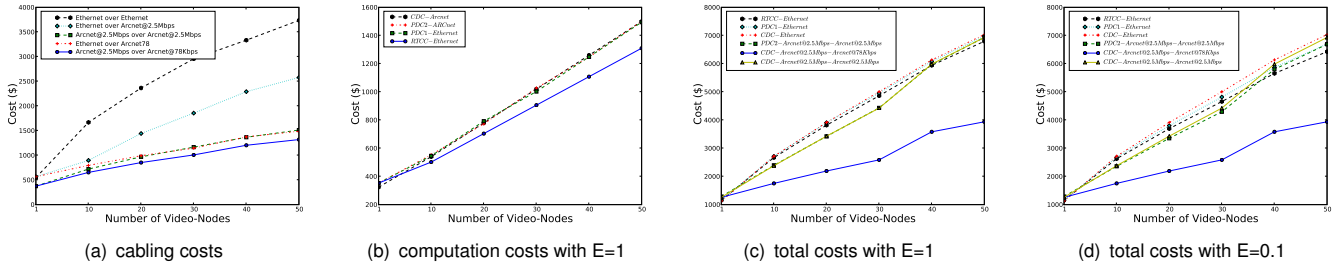 Ethernet over Ethernet
Ethernet over Arcnet@2.5Mbps
Arcnet@2.5Mbps over Arcnet@2.5Mbps
Ethernet over Arcnet78
Arcnet@2.5Mbps over Arcnet@78Kbps
Cost ($)
4000
3500
3000
2500
2000
1500
1000
500
0
1 10 20 30 40 50
Number of Video-Nodes
(a) cabling costs
CDC-Arcnet
PDC2-ARCnet
PDC1-Ethernet
RTCC-Ethernet
Cost ($)
1600
1400
1200
1000
800
600
400
200
1 10 20 30 40 50
Number of Video-Nodes
(b) computation costs with E=1
RTCC-Ethernet
PDC1-Ethernet
CDC-Ethernet
PDC2-Arcnet@2.5Mbps-Arcnet@2.5Mbps
CDC-Arcnet@2.5Mbps-Arcnet@78Kbps
CDC-Arcnet@2.5Mbps-Arcnet@2.5Mbps
Cost ($)
8000
7000
6000
5000
4000
3000
2000
1000
1 10 20 30 40 50
Number of Video-Nodes
(c) total costs with E=1
RTCC-Ethernet
PDC1-Ethernet
CDC-Ethernet
PDC2-Arcnet@2.5Mbps-Arcnet@2.5Mbps
CDC-Arcnet@2.5Mbps-Arcnet@78Kbps
CDC-Arcnet@2.5Mbps-Arcnet@2.5Mbps
Cost ($)
8000
7000
6000
5000
4000
3000
2000
1000
1 10 20 30 40 50
Number of Video-Nodes
(d) total costs with E=0.1